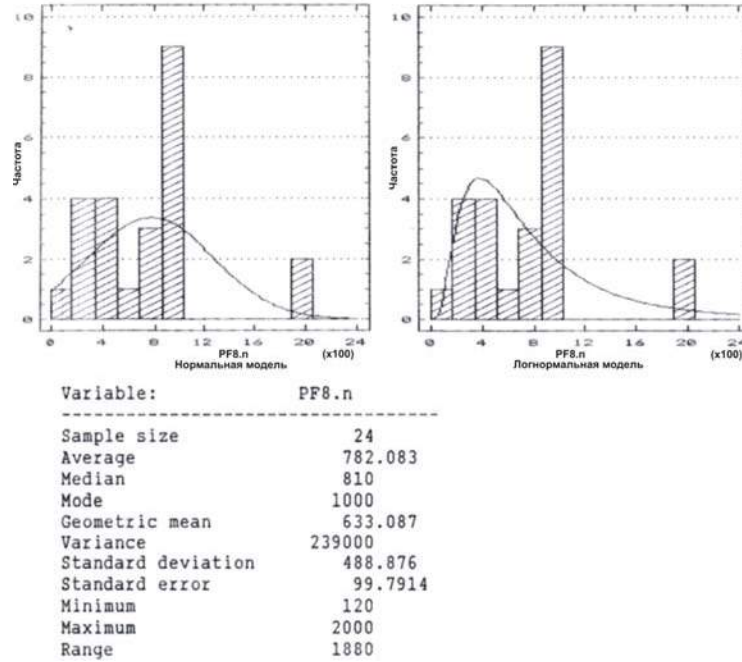 10
8
6
4
2
0
Частота
0 4 8 12 16 20 24
PF8.n (x100)
Нормальная модель
10
8
6
4
2
0
Частота
0 4 8 12 16 20 24
PF8.n (x100)
Логнормальная модель
Variable: PF8.n
Sample size 24
Average 782.083
Median 810
Mode 1000
Geometric mean 633.087
Variance 239000
Standard deviation 488.876
Standard error 99.7914
Minimum 120
Maximum 2000
Range 1880